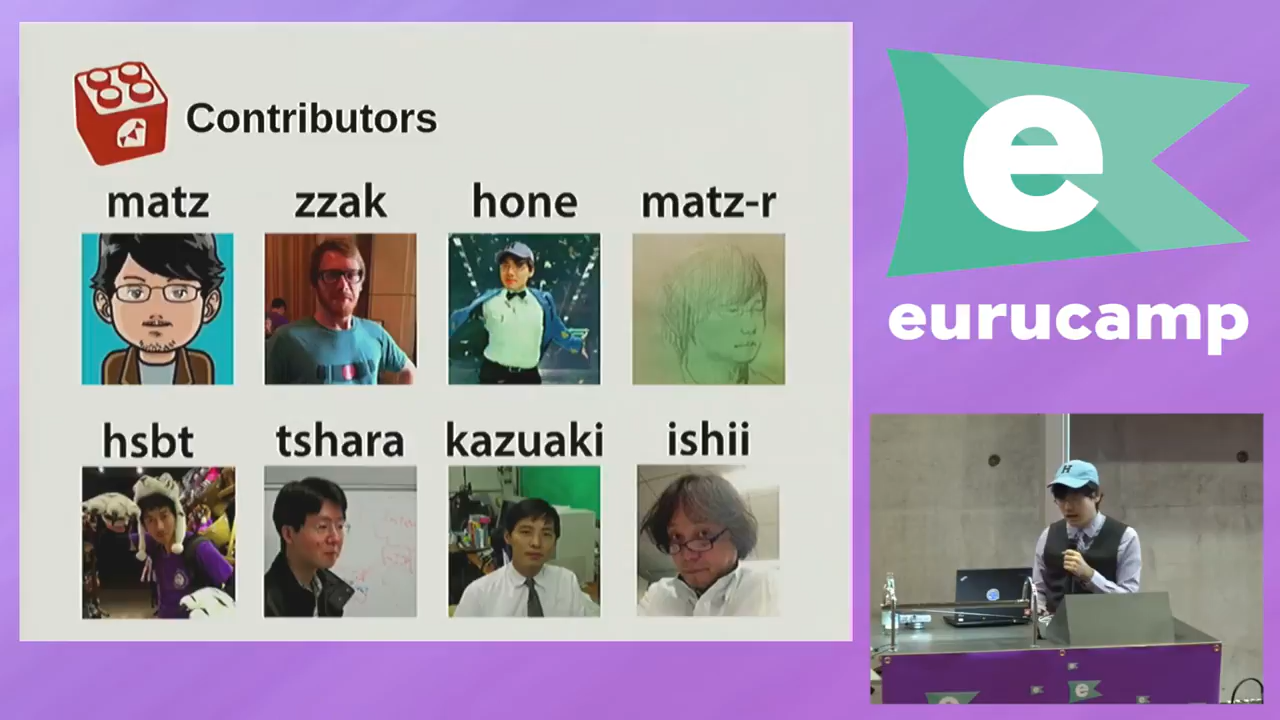 Contributors
matz zzak hone matz-r
hsbt tshara kazuaki ishii
e
eurucamp
H
e